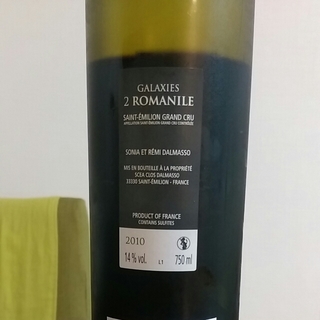 GALAXIES
2 ROMANILE
SAINT-ÉMILION GRAND CRU
APPELLATION SAINT-ÉMILION GRAND CRU CONTRÔLÉE
SONIA ET RÉMI DALMASSO
MIS EN BOUTEILLE À LA PROPRIÉTÉ
SCEA CLOS DALMASSO
33330 SAINT-ÉMILION - FRANCE
PRODUCT OF FRANCE
CONTAINS SULFITES
2010
14 % vol. L1 750 ml